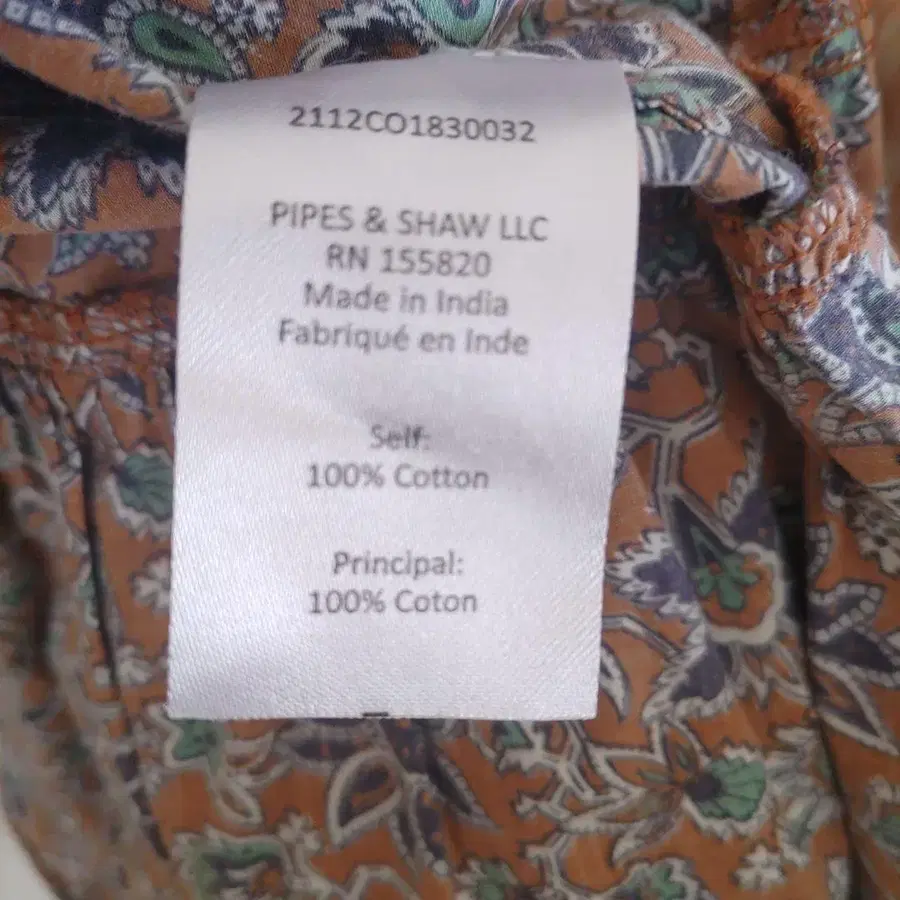 2112CO1830032
PIPES & SHAW LLC
RN 155820
Made in India
Fabriqué en Inde
Self:
100% Cotton
Principal:
100% Coton